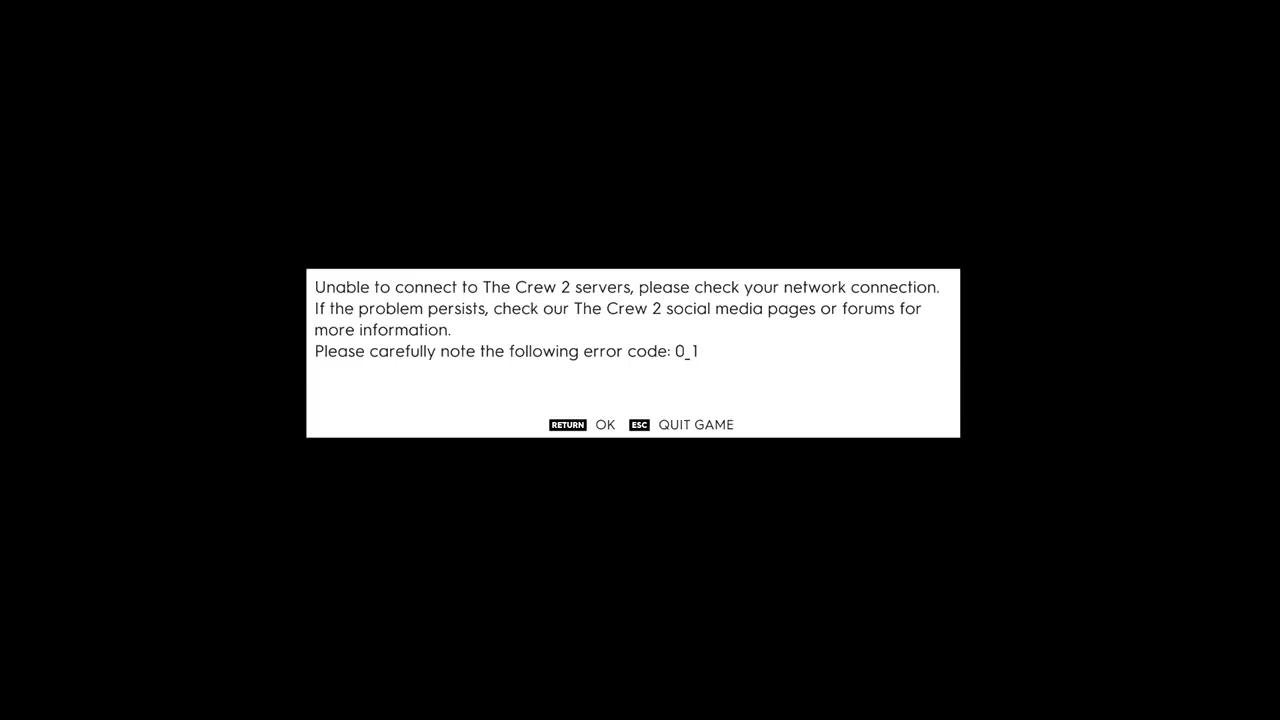 Unable to connect to The Crew 2 servers, please check your network connection.
If the problem persists, check our The Crew 2 social media pages or forums for
more information.
Please carefully note the following error code: 0_1
RETURN OK ESC QUIT GAME